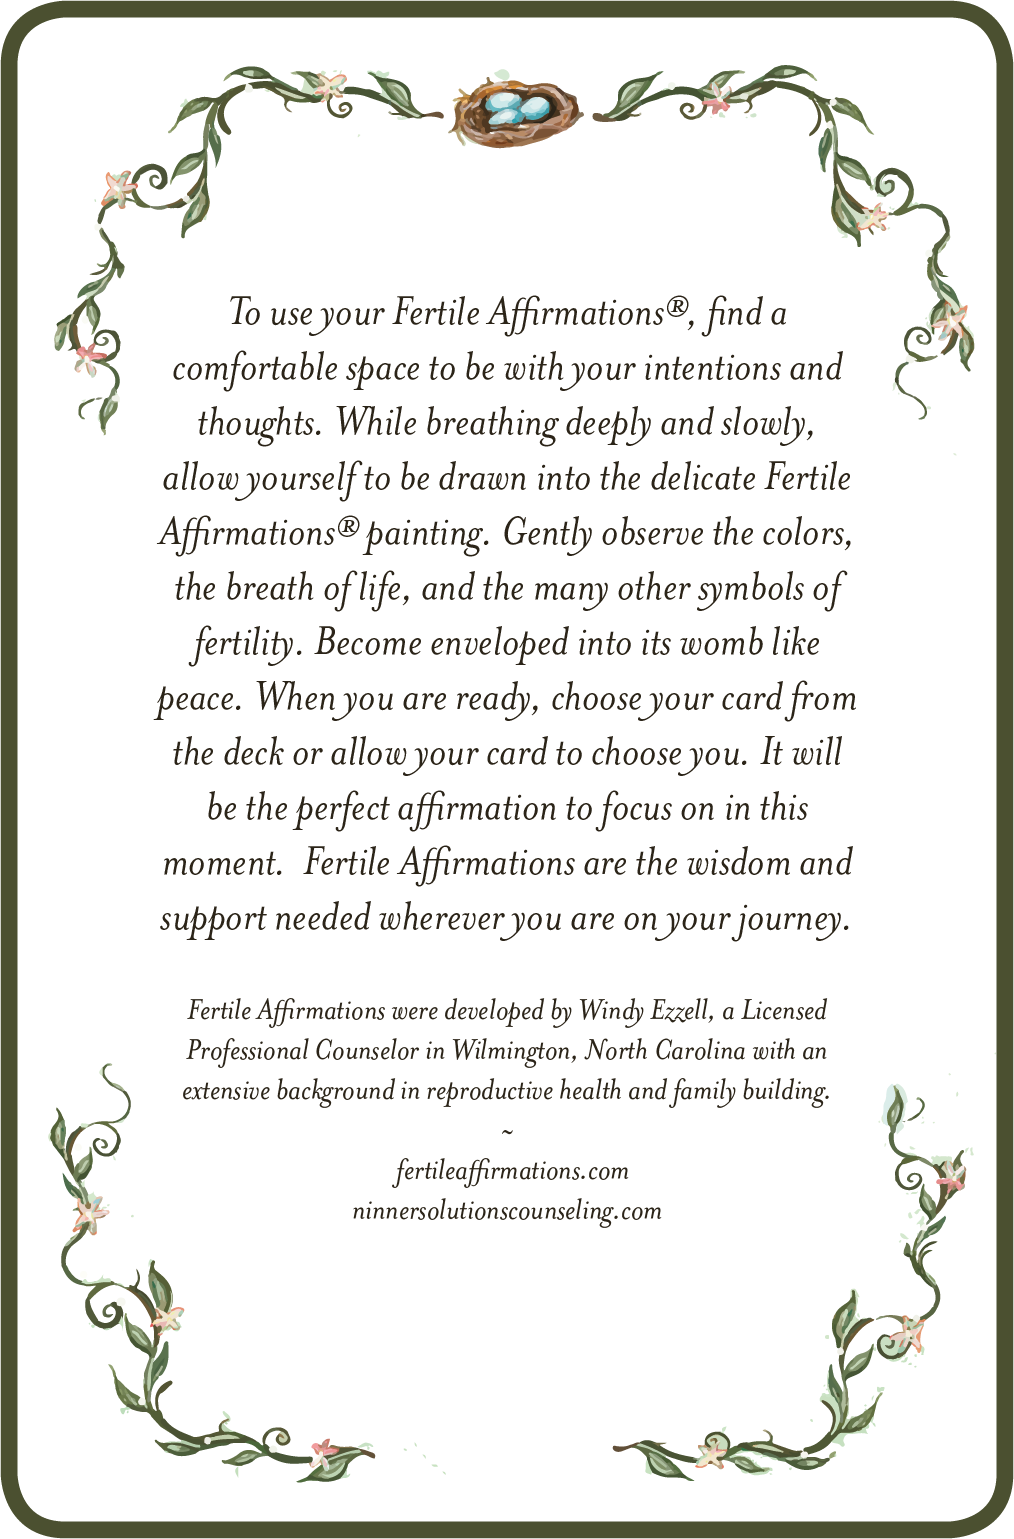 To use your Fertile Affirmations®, find a
comfortable space to be with your intentions and
thoughts. While breathing deeply and slowly,
allow yourself to be drawn into the delicate Fertile
Affirmations® painting. Gently observe the colors,
the breath of life, and the many other symbols of
fertility. Become enveloped into its womb like
peace. When you are ready, choose your card from
the deck or allow your card to choose you. It will
be the perfect affirmation to focus on in this
moment. Fertile Affirmations are the wisdom and
support needed wherever you are on your journey.
Fertile Affirmations were developed by Windy Ezzell, a Licensed
Professional Counselor in Wilmington, North Carolina with an
extensive background in reproductive health and family building.
~
fertileaffirmations.com
ninnersolutionscounseling.com